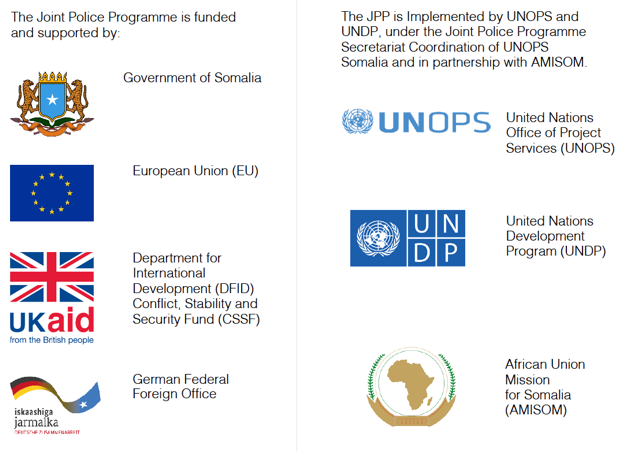 The Joint Police Programme is funded
and supported by:
Government of Somalia
European Union (EU)
UKaid
from the British people
Department for
International
Development (DFID)
Conflict, Stability and
Security Fund (CSSF)
iskaashiga
jarmalka
DEUTSCHE ZUSAMMENARBEIT
German Federal
Foreign Office
The JPP is Implemented by UNOPS and
UNDP, under the Joint Police Programme
Secretariat Coordination of UNOPS
Somalia and in partnership with AMISOM.
UNOPS
United Nations
Office of Project
Services (UNOPS)
UN
DP
United Nations
Development
Program (UNDP)
African Union
Mission
for Somalia
(AMISOM)